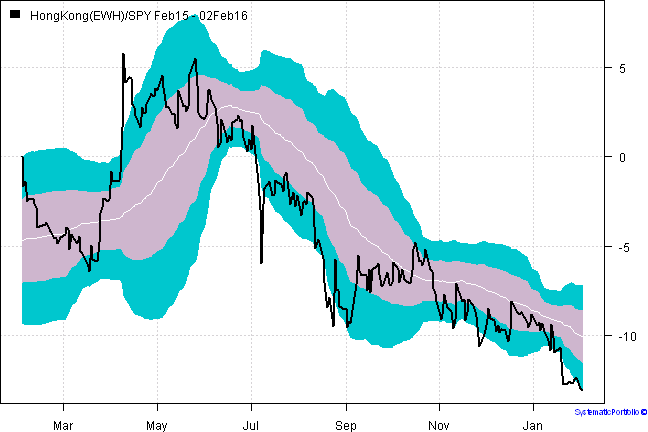 HongKong(EWH)/SPY Feb15 - 02Feb16
5
0
-5
-10
Mar May Jul Sep Nov Jan
SystematicPortfolio ©